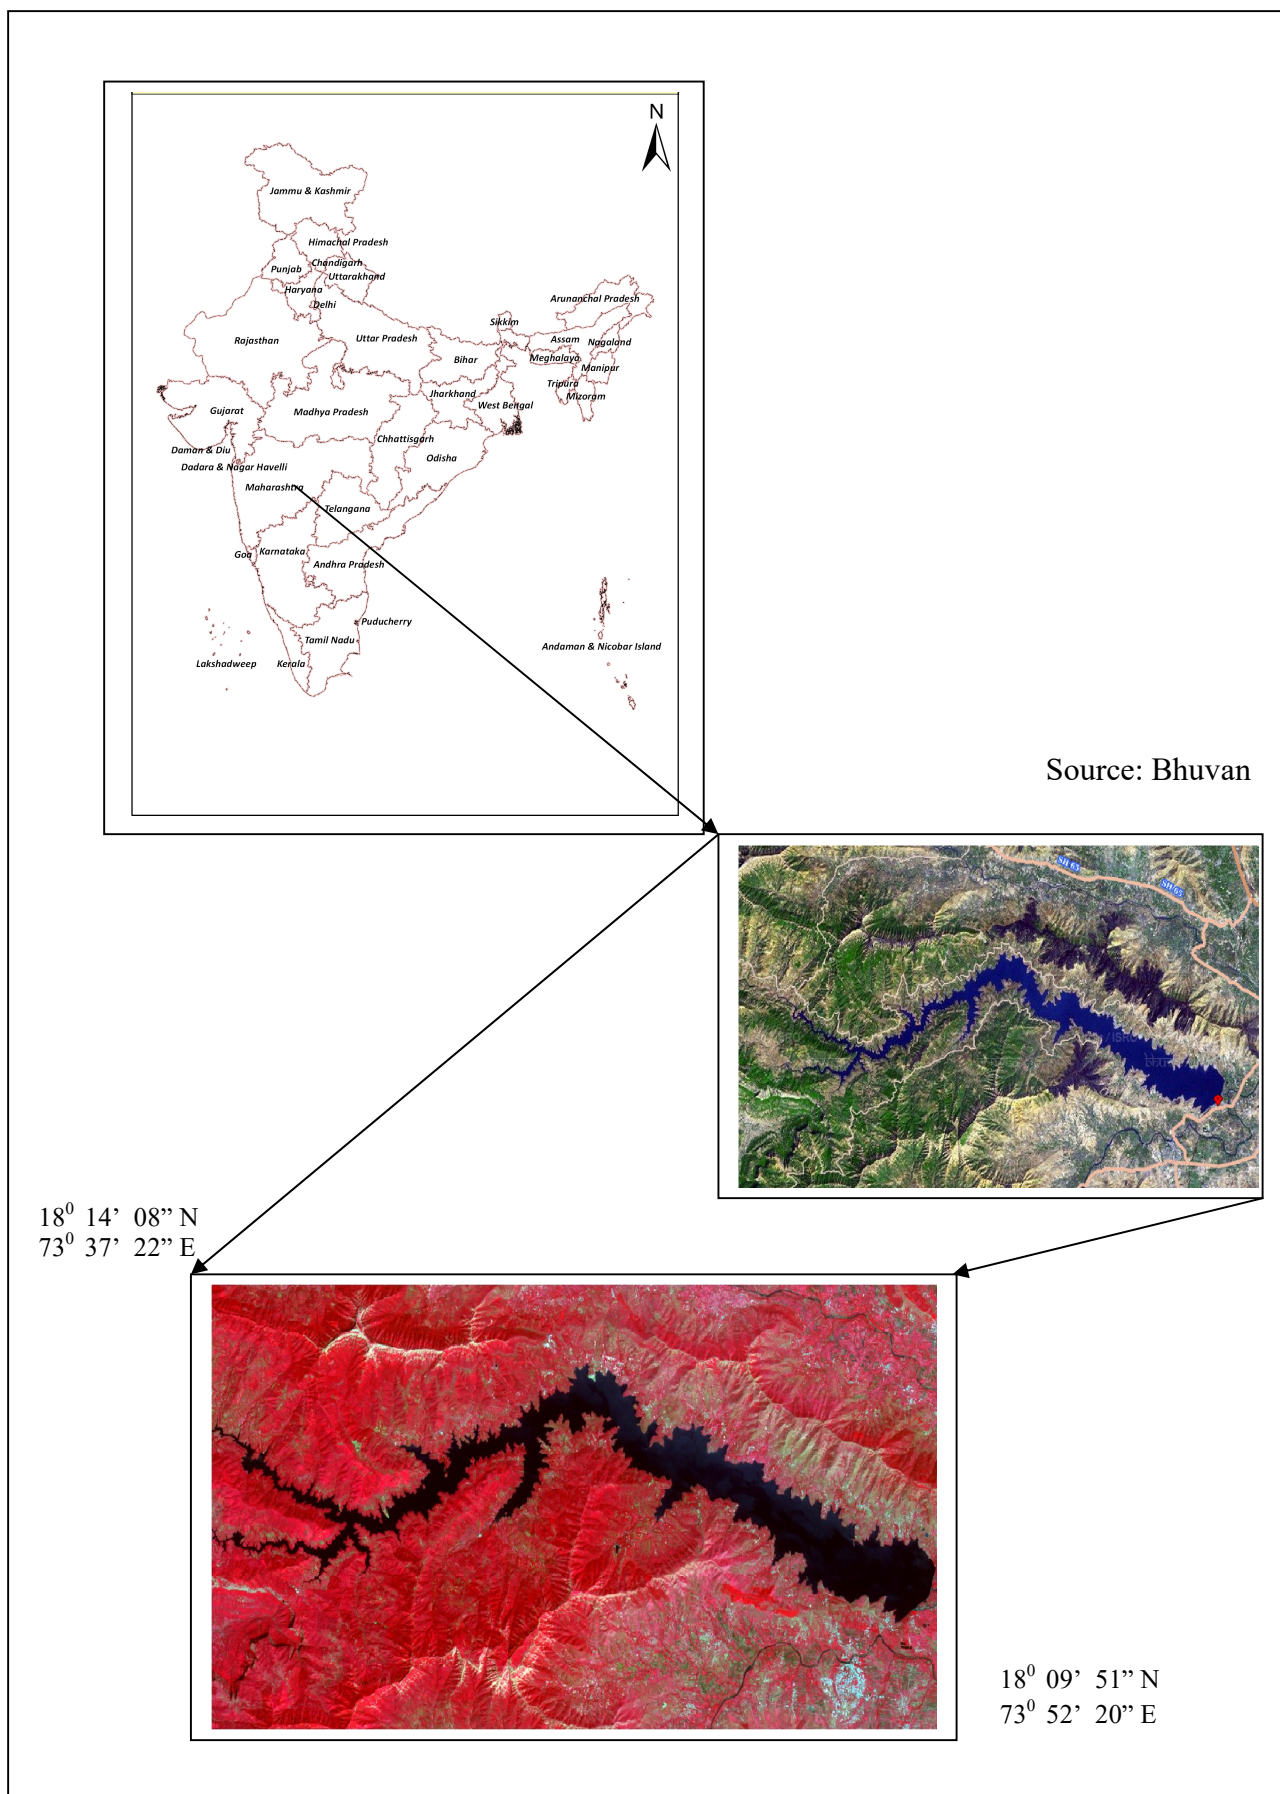 N
Jammu & Kashmir
Himachal Pradesh
Chandigarh
Punjab
Uttarakhand
Haryana
Delhi
Arunanchal Pradesh
Sikkim
Rajasthan
Uttar Pradesh
Assam
Nagaland
Bihar
Meghalaya
Manipur
Tripura
Jharkhand
Mizoram
West Bengal
Gujarat
Madhya Pradesh
Chhattisgarh
Daman & Diu
Odisha
Dadara & Nagar Havelli
Maharashtra
Telangana
Goa
Karnataka
Andhra Pradesh
Puducherry
Tamil Nadu
Andaman & Nicobar Island
Lakshadweep
Kerala
Source: Bhuvan
SH 65
SH 65
18⁰ 14’ 08” N
73⁰ 37’ 22” E
18⁰ 09’ 51” N
73⁰ 52’ 20” E